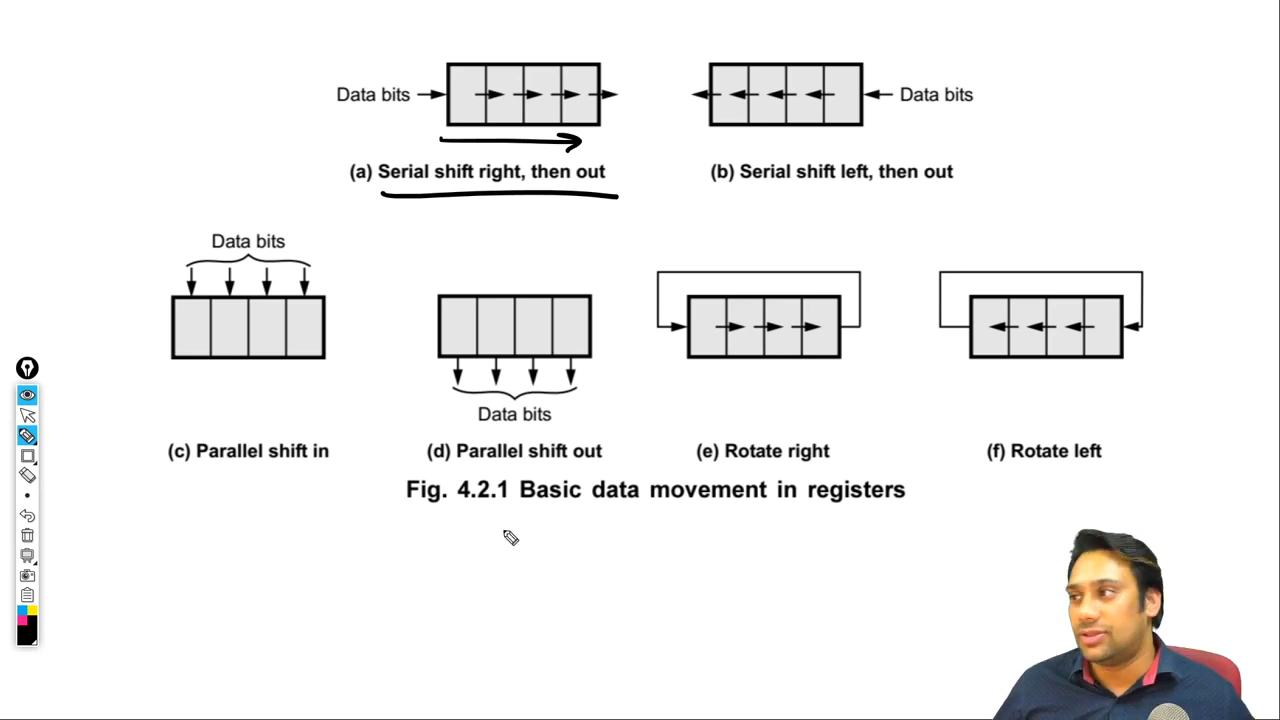 Data bits
Data bits
(a) Serial shift right, then out
(b) Serial shift left, then out
Data bits
Data bits
(c) Parallel shift in
(d) Parallel shift out
(e) Rotate right
(f) Rotate left
Fig. 4.2.1 Basic data movement in registers